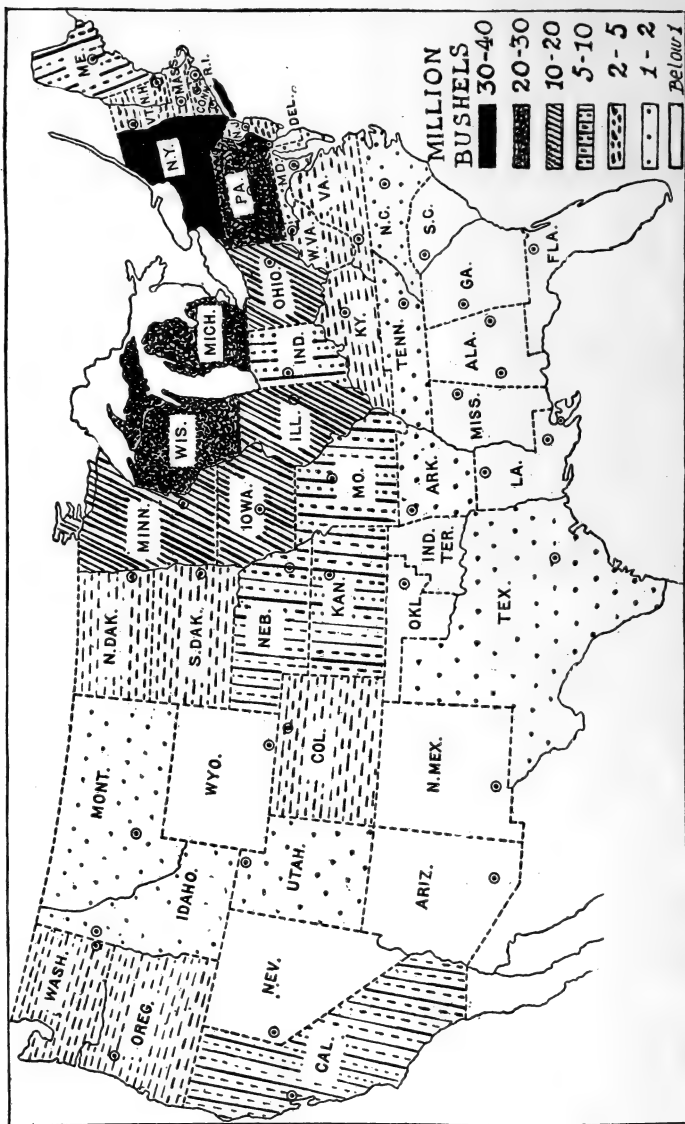 WASH.
OREG.
CAL.
NEV.
IDAHO.
MONT.
WYO.
UTAH.
ARIZ.
COL.
N.MEX.
N.DAK.
S.DAK.
NEB.
KAN.
OKL.
IND.
TER.
TEX.
MINN.
IOWA.
MO.
ARK.
LA.
WIS.
ILL.
MICH.
IND.
OHIO.
KY.
TENN.
MISS.
ALA.
GA.
FLA.
S.C.
N.C.
VA.
W.VA.
MD.
DEL.
PA.
N.Y.
VT.
N.H.
MASS.
CONN.
R.I.
ME.
MILLION
BUSHELS
30-40
20-30
10-20
5-10
2-5
1-2
Below 1